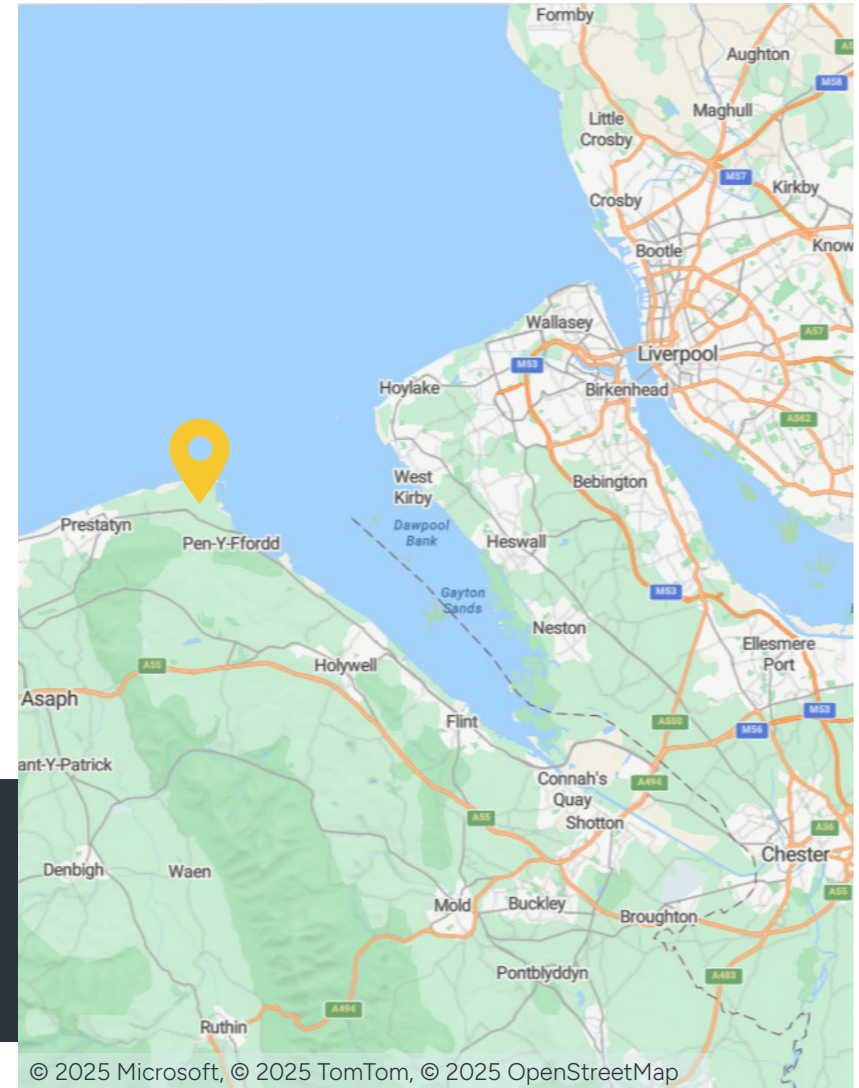 Formby
Aughton
M58
Maghull
Little
Crosby
M57
Kirkby
Crosby
Bootle
Know
Wallasey
A57
Liverpool
M53
Hoylake
Birkenhead
A562
West
Kirby
Bebington
Prestatyn
Dawpool
Bank
Pen-Y-Ffordd
Heswall
Gayton
Sands
M53
Neston
Ellesmere
Port
A55
Holywell
Asaph
Flint
A550
M53
M56
ant-Y-Patrick
Connah's
Quay
A494
A55
Shotton
A56
Chester
Denbigh
Waen
A55
Mold
Buckley
Broughton
Pontblyddyn
A483
A494
Ruthin
© 2025 Microsoft, © 2025 TomTom, © 2025 OpenStreetMap